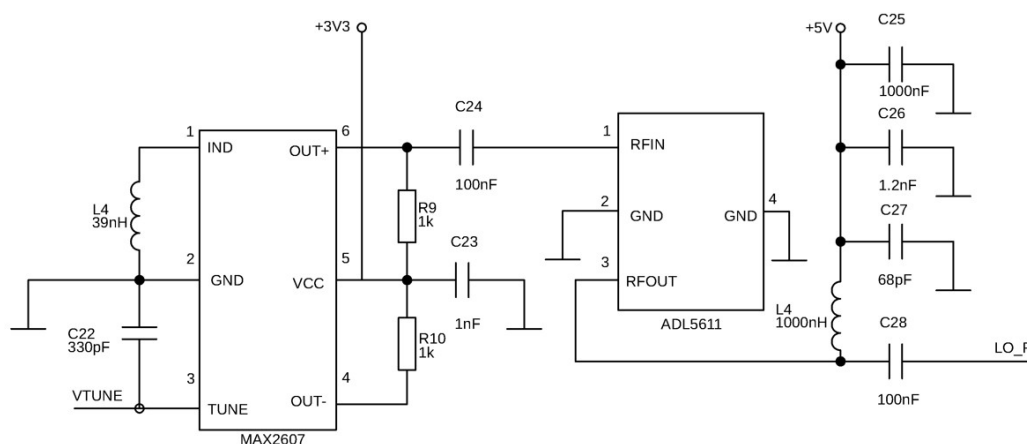 C25
+3V3
+5V
1000nF
C24
C26
1
6
1
IND
OUT+
RFIN
100nF
1.2nF
L4
39nH
R9
1k
2
GND
GND
4
C27
C23
2
5
3
GND
VCC
RFOUT
68pF
L4
1000nH
C28
C22
330pF
1nF
ADL5611
R10
1k
LO_P
3
4
VTUNE
TUNE
OUT-
100nF
MAX2607